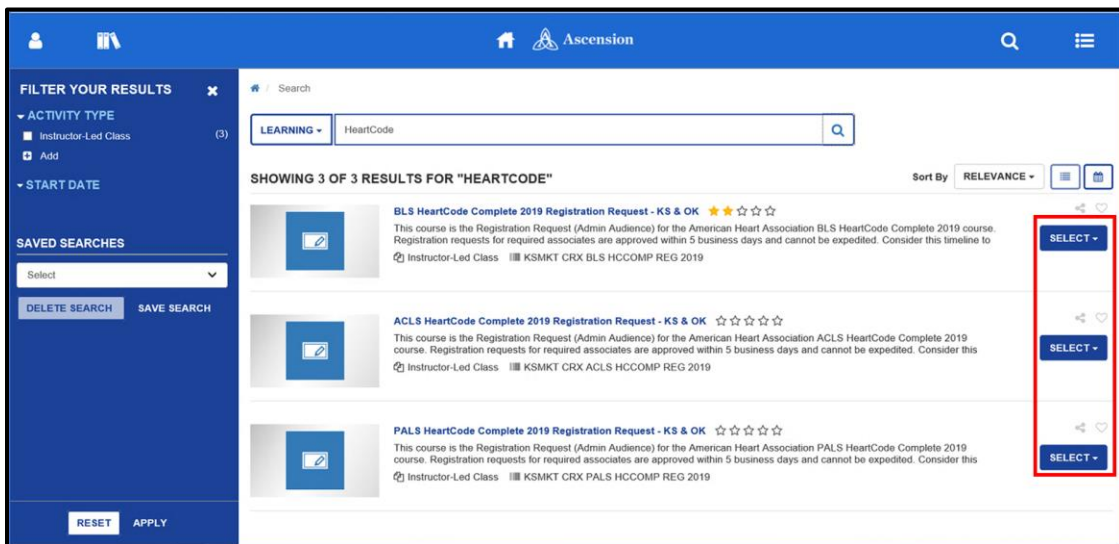 Ascension
FILTER YOUR RESULTS
ACTIVITY TYPE
Instructor-Led Class (3)
Add
START DATE
SAVED SEARCHES
Select
DELETE SEARCH SAVE SEARCH
RESET APPLY
/ Search
LEARNING HeartCode
SHOWING 3 OF 3 RESULTS FOR "HEARTCODE"
Sort By RELEVANCE
BLS HeartCode Complete 2019 Registration Request - KS & OK
This course is the Registration Request (Admin Audience) for the American Heart Association BLS HeartCode Complete 2019 course.
Registration requests for required associates are approved within 5 business days and cannot be expedited. Consider this timeline to
Instructor-Led Class KSMKT CRX BLS HCCOMP REG 2019
SELECT
ACLS HeartCode Complete 2019 Registration Request - KS & OK
This course is the Registration Request (Admin Audience) for the American Heart Association ACLS HeartCode Complete 2019
course. Registration requests for required associates are approved within 5 business days and cannot be expedited. Consider this
Instructor-Led Class KSMKT CRX ACLS HCCOMP REG 2019
SELECT
PALS HeartCode Complete 2019 Registration Request - KS & OK
This course is the Registration Request (Admin Audience) for the American Heart Association PALS HeartCode Complete 2019
course. Registration requests for required associates are approved within 5 business days and cannot be expedited. Consider this
Instructor-Led Class KSMKT CRX PALS HCCOMP REG 2019
SELECT